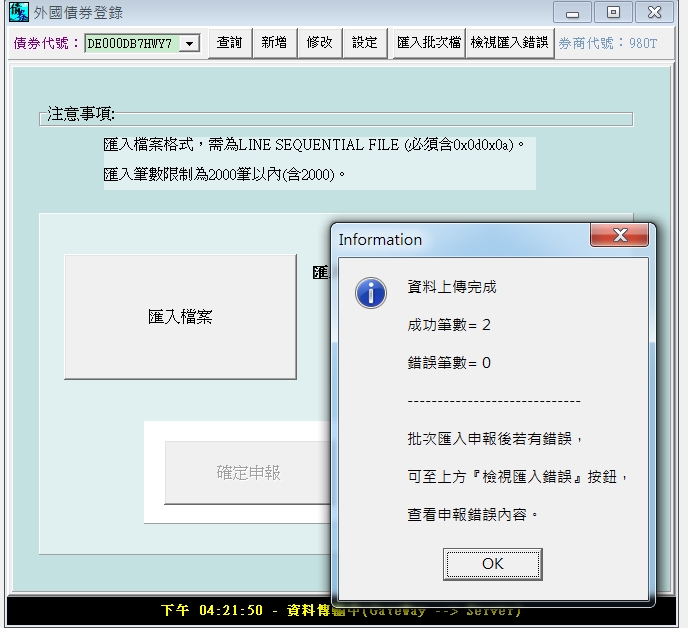 外國債券登錄
債券代號：
DE000DB7HWY7
查詢
新增
修改
設定
匯入批次檔
檢視匯入錯誤
券商代號：980T
注意事項:
匯入檔案格式，需為LINE SEQUENTIAL FILE (必須含0x0d0x0a)。
匯入筆數限制為2000筆以內(含2000)。
匯入檔案
匯
確定申報
Information
資料上傳完成
成功筆數= 2
錯誤筆數= 0
-----------------------------
批次匯入申報後若有錯誤，
可至上方『檢視匯入錯誤』按鈕，
查看申報錯誤內容。
OK
下午 04:21:50 - 資料傳輸中(Gateway --> Server)